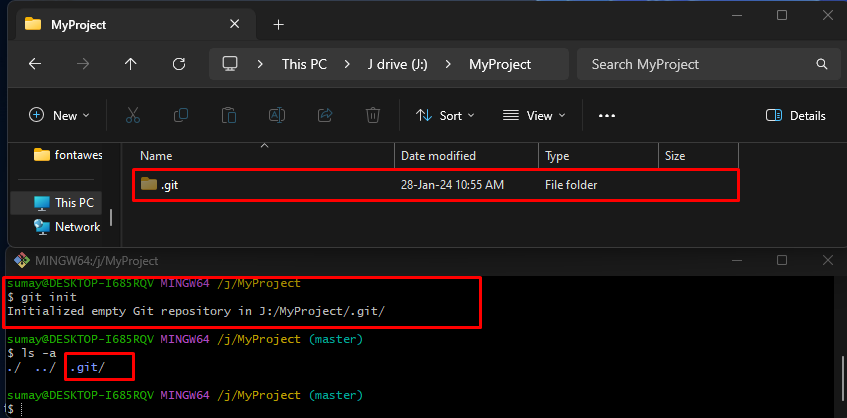 MyProject
This PC > J drive (J:) > MyProject
Search MyProject
New
Sort
View
Details
fontawes
This PC
Network
Name Date modified Type Size
.git 28-Jan-24 10:55 AM File folder
MINGW64:/j/MyProject
sumay@DESKTOP-I685RQV MINGW64 /j/MyProject
$ git init
Initialized empty Git repository in J:/MyProject/.git/
sumay@DESKTOP-I685RQV MINGW64 /j/MyProject (master)
$ ls -a
./ ../ .git/
sumay@DESKTOP-I685RQV MINGW64 /j/MyProject (master)
$